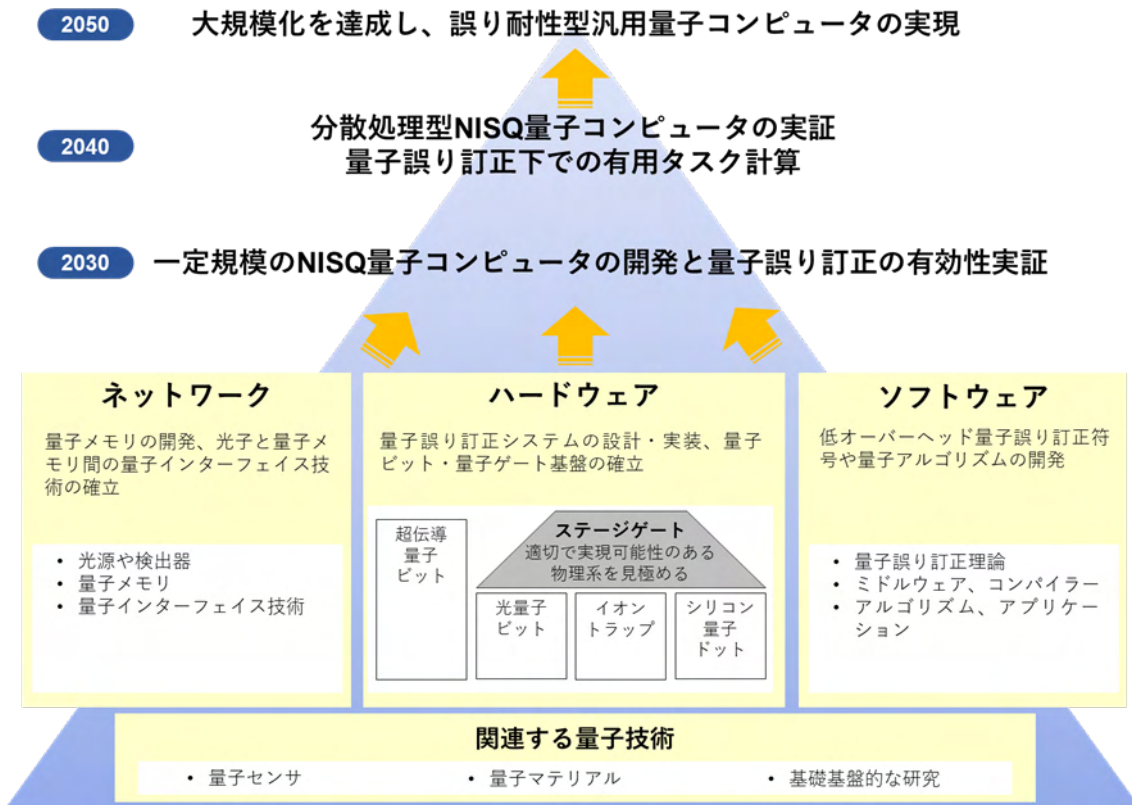 2050
大規模化を達成し、誤り耐性型汎用量子コンピュータの実現
2040
分散処理型NISQ量子コンピュータの実証
量子誤り訂正下での有用タスク計算
2030
一定規模のNISQ量子コンピュータの開発と量子誤り訂正の有効性実証
ネットワーク
量子メモリの開発、光子と量子メ
モリ間の量子インターフェイス技
術の確立
• 光源や検出器
• 量子メモリ
• 量子インターフェイス技術
ハードウェア
量子誤り訂正システムの設計・実装、量子
ビット・量子ゲート基盤の確立
超伝導
量子
ビット
ステージゲート
適切で実現可能性のある
物理系を見極める
光量子
ビット
イオン
トラップ
シリコン
量子
ドット
ソフトウェア
低オーバーヘッド量子誤り訂正符
号や量子アルゴリズムの開発
• 量子誤り訂正理論
• ミドルウェア、コンパイラー
• アルゴリズム、アプリケー
ション
関連する量子技術
• 量子センサ
• 量子マテリアル
• 基礎基盤的な研究